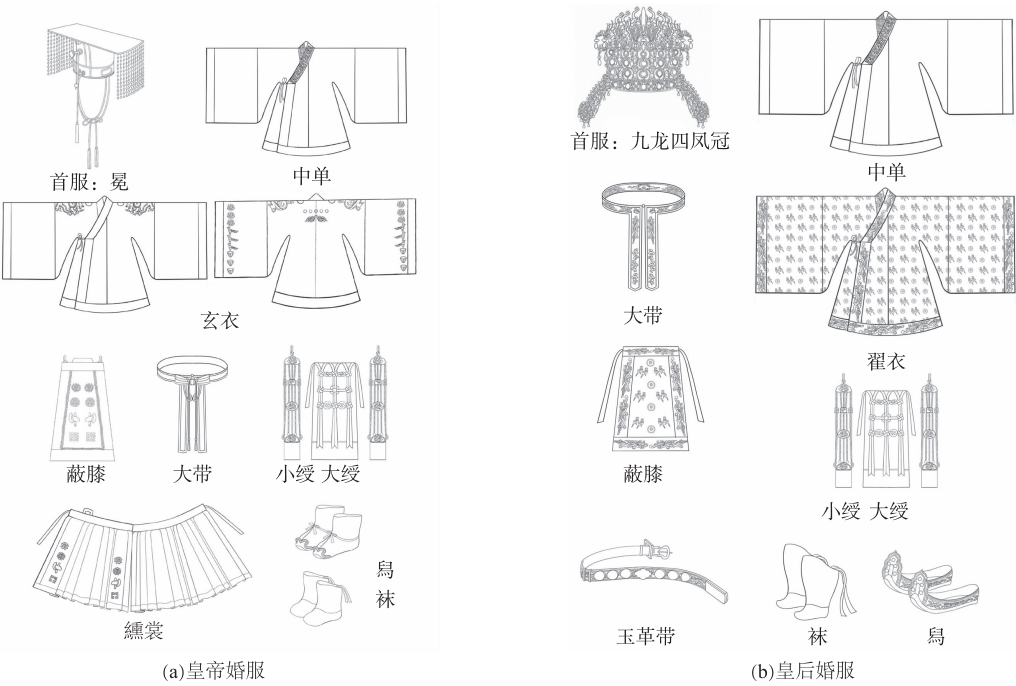 首服：冕
中单
玄衣
蔽膝
大带
小绶 大绶
纁裳
舄
袜
(a)皇帝婚服
首服：九龙四凤冠
中单
大带
翟衣
蔽膝
小绶 大绶
玉革带
袜
舄
(b)皇后婚服